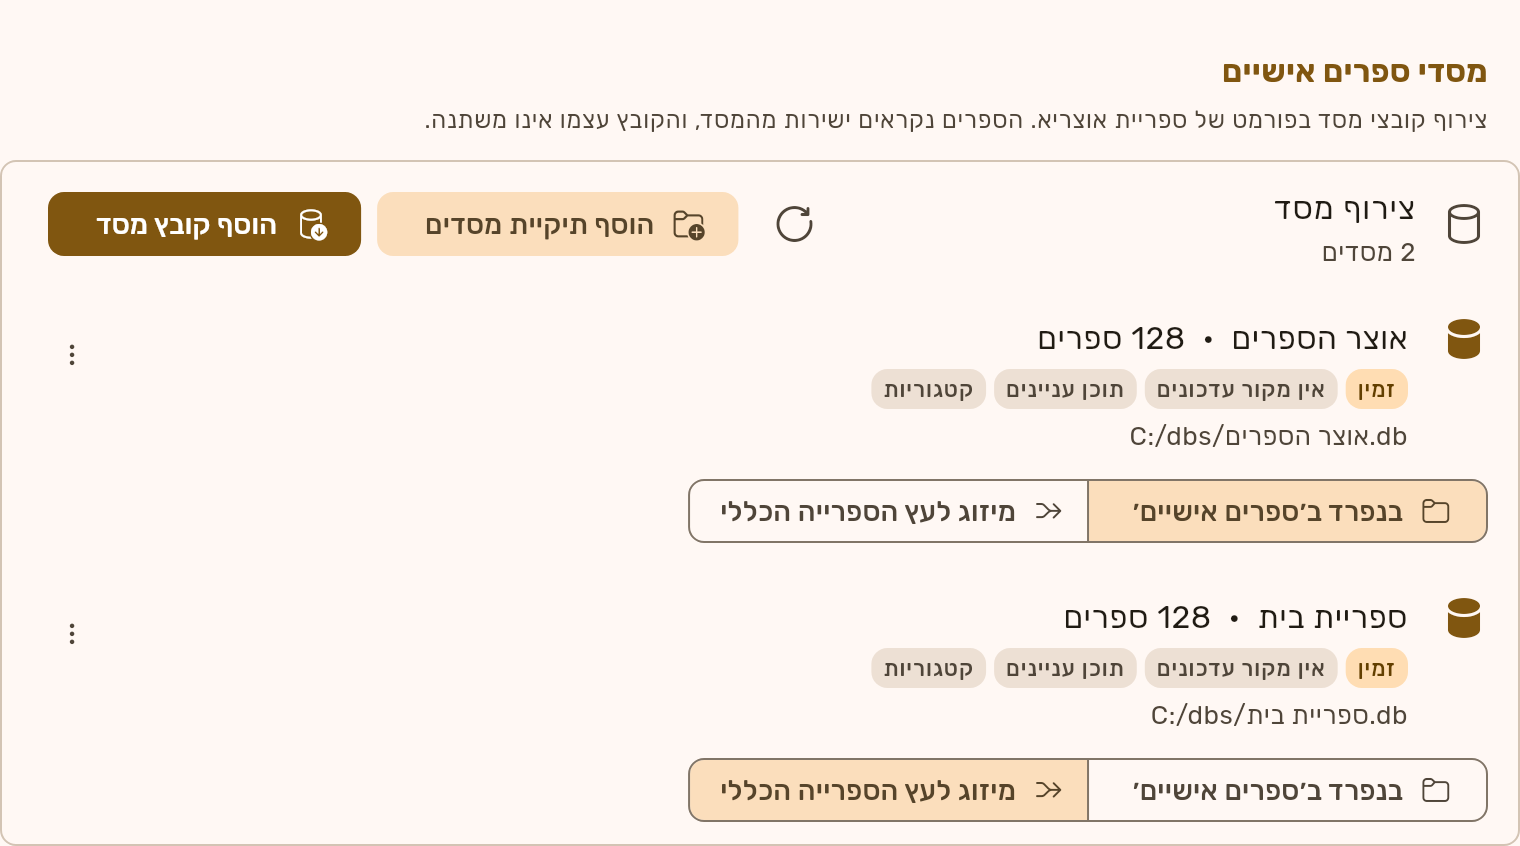 מסדי ספרים אישיים
צירוף קובצי מסד בפורמט של ספריית אוצריא. הספרים נקראים ישירות מהמסד, והקובץ עצמו אינו משתנה.
צירוף מסד
2 מסדים
הוסף תיקיית מסדים
הוסף קובץ מסד
אוצר הספרים • 128 ספרים
זמין
אין מקור עדכונים
תוכן עניינים
קטגוריות
C:/dbs/אוצר הספרים.db
בנפרד ב'ספרים אישיים'
מיזוג לעץ הספרייה הכללי
ספריית בית • 128 ספרים
זמין
אין מקור עדכונים
תוכן עניינים
קטגוריות
C:/dbs/ספריית בית.db
בנפרד ב'ספרים אישיים'
מיזוג לעץ הספרייה הכללי